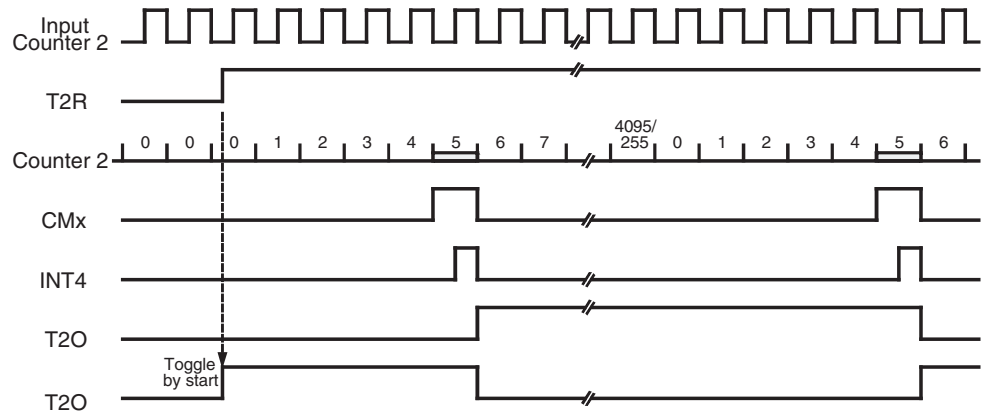 Input
Counter 2
T2R
4095/
0 0 0 1 2 3 4 5 6 7 255 0 1 2 3 4 5 6
Counter 2
CMx
INT4
T2O
Toggle
by start
T2O